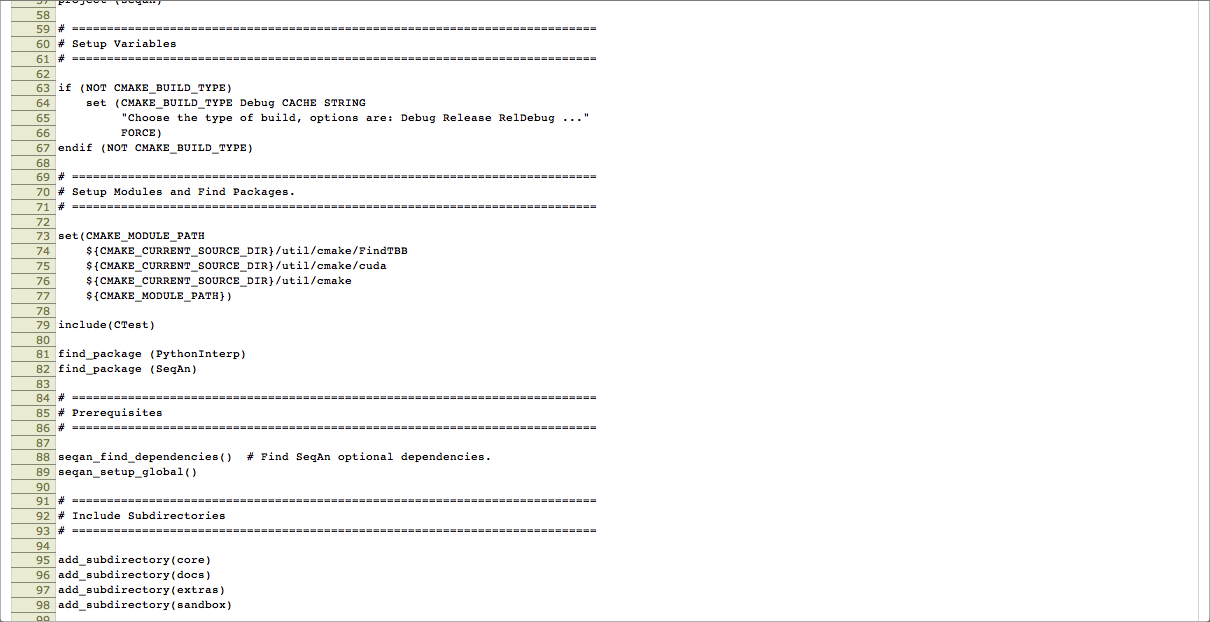 57 project (seqan)
58
59 # ===========================================================================
60 # Setup Variables
61 # ===========================================================================
62
63 if (NOT CMAKE_BUILD_TYPE)
64     set (CMAKE_BUILD_TYPE Debug CACHE STRING
65          "Choose the type of build, options are: Debug Release RelDebug ..."
66          FORCE)
67 endif (NOT CMAKE_BUILD_TYPE)
68
69 # ===========================================================================
70 # Setup Modules and Find Packages.
71 # ===========================================================================
72
73 set(CMAKE_MODULE_PATH
74     ${CMAKE_CURRENT_SOURCE_DIR}/util/cmake/FindTBB
75     ${CMAKE_CURRENT_SOURCE_DIR}/util/cmake/cuda
76     ${CMAKE_CURRENT_SOURCE_DIR}/util/cmake
77     ${CMAKE_MODULE_PATH})
78
79 include(CTest)
80
81 find_package (PythonInterp)
82 find_package (SeqAn)
83
84 # ===========================================================================
85 # Prerequisites
86 # ===========================================================================
87
88 seqan_find_dependencies()  # Find SeqAn optional dependencies.
89 seqan_setup_global()
90
91 # ===========================================================================
92 # Include Subdirectories
93 # ===========================================================================
94
95 add_subdirectory(core)
96 add_subdirectory(docs)
97 add_subdirectory(extras)
98 add_subdirectory(sandbox)
99